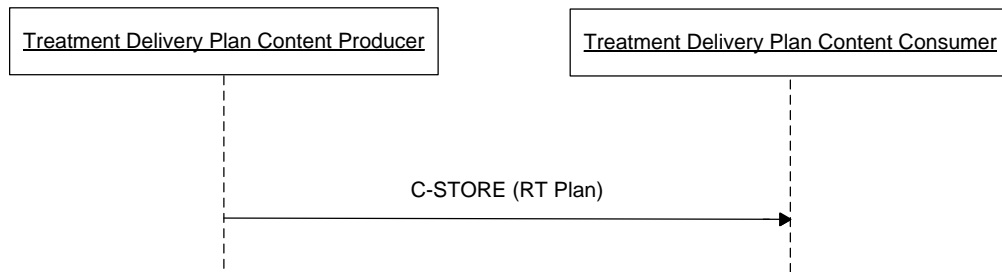 Treatment Delivery Plan Content Producer
Treatment Delivery Plan Content Consumer
C-STORE (RT Plan)